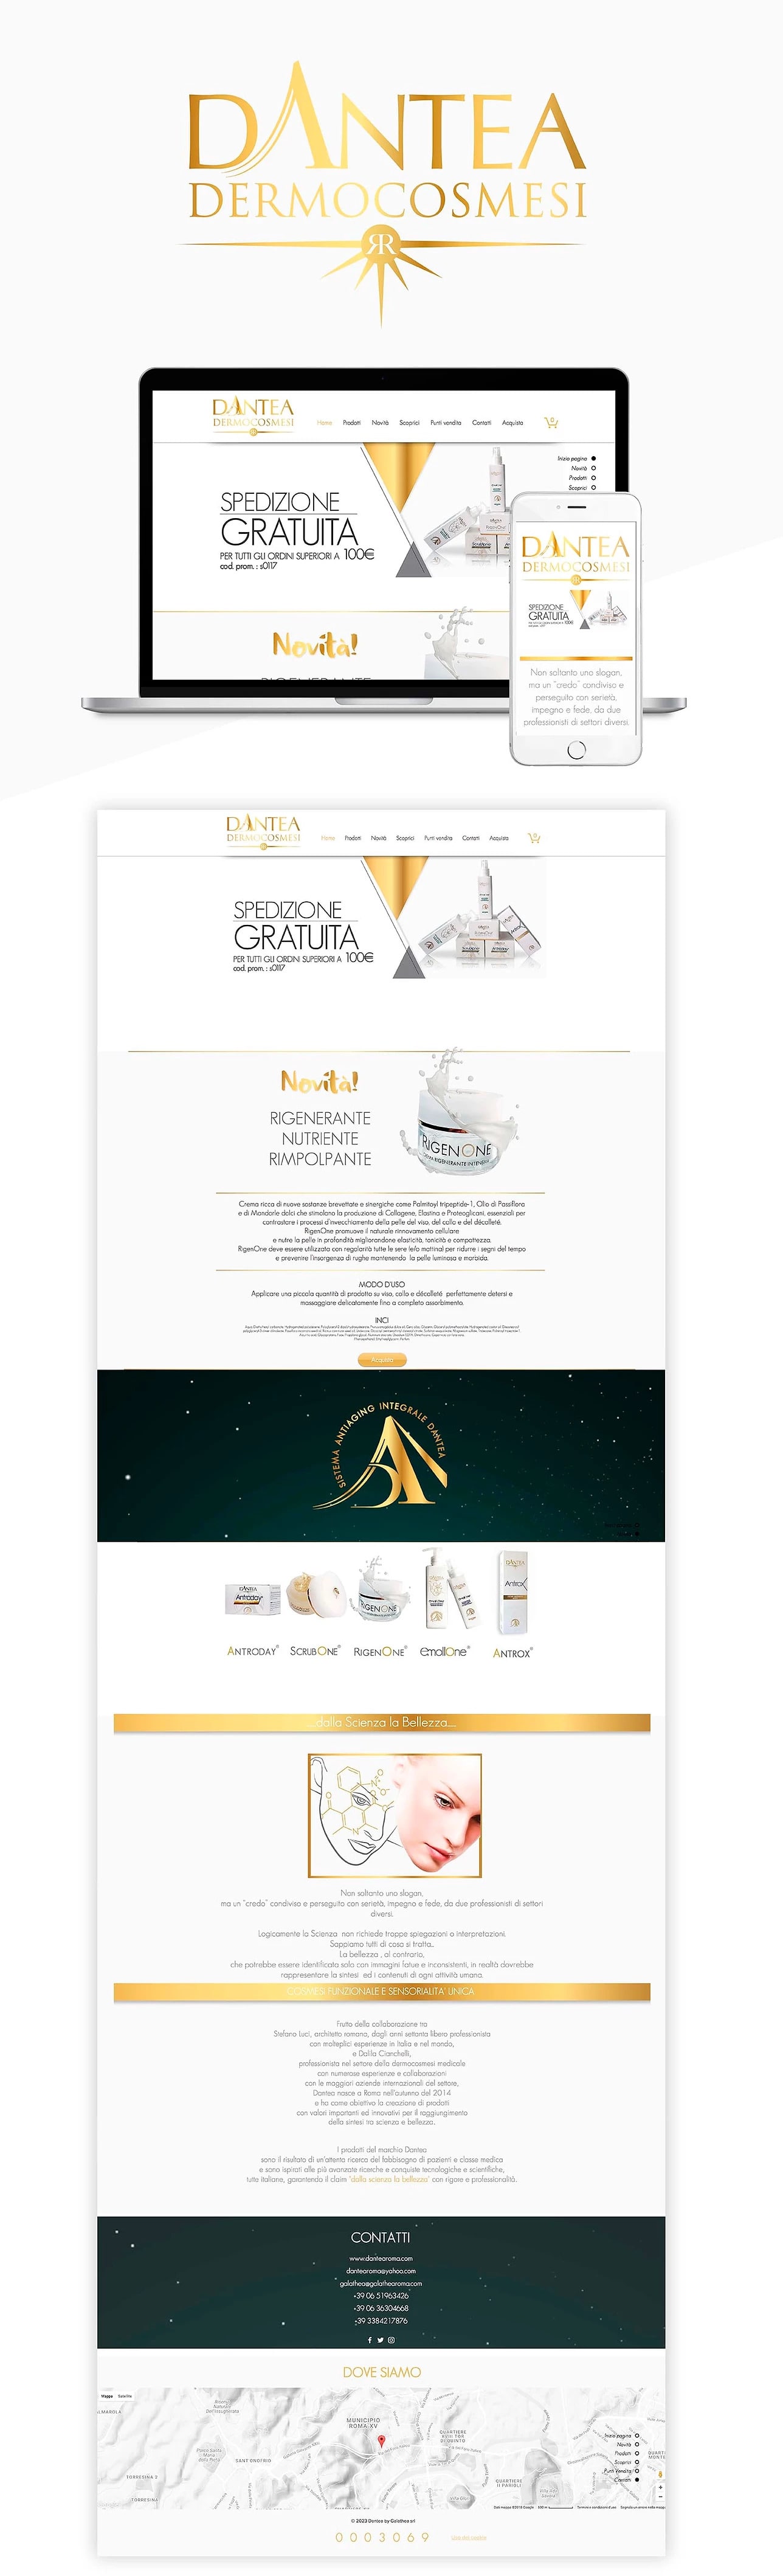 DANTEA
DERMOCOSMESI
RR
DANTEA
DERMOCOSMESI
Home Prodotti Novità Scoprici Punti vendita Contatti Acquista
0
Inizio pagina
Novità
Prodotti
Scoprici
SPEDIZIONE
GRATUITA
PER TUTTI GLI ORDINI SUPERIORI A 100€
cod. prom. : s0117
Novità!
RIGENERANTE
DANTEA
DERMOCOSMESI
SPEDIZIONE
GRATUITA
Non soltanto uno slogan,
ma un "credo" condiviso e
perseguito con serietà,
impegno e fede, da due
professionisti di settori diversi.
DANTEA
DERMOCOSMESI
Home Prodotti Novità Scoprici Punti vendita Contatti Acquista
0
SPEDIZIONE
GRATUITA
PER TUTTI GLI ORDINI SUPERIORI A 100€
cod. prom. : s0117
Novità!
RIGENERANTE
NUTRIENTE
RIMPOLPANTE
RIGENONE
CREMA RIGENERANTE INTENSIVA
Crema ricca di nuove sostanze brevettate e sinergiche come Palmitoyl tripeptide-1, Olio di Passiflora
e di Mandorle dolci che stimolano la produzione di Collagene, Elastina e Proteoglicani, essenziali per
contrastare i processi d'invecchiamento della pelle del viso, del collo e del décolleté.
RigenOne promuove il naturale rinnovamento cellulare
e nutre la pelle in profondità migliorandone elasticità, tonicità e compattezza.
RigenOne deve essere utilizzata con regolarità tutte le sere (e/o mattina) per ridurre i segni del tempo
e prevenire l'insorgenza di rughe mantenendo la pelle luminosa e morbida.
MODO D'USO
Applicare una piccola quantità di prodotto su viso, collo e décolleté perfettamente detersi e
massaggiare delicatamente fino a completo assorbimento.
INCI
Acquista
SISTEMA ANTIAGING INTEGRALE DANTEA
DANTEA
Antroday
RIGENONE
DANTEA
Antrox
ANTRODAY® SCRUBONE® RIGENONE® emollOne® ANTROX®
...dalla Scienza la Bellezza...
O
N
O
O
N
Non soltanto uno slogan,
ma un "credo" condiviso e perseguito con serietà, impegno e fede, da due professionisti di settori
diversi.
Logicamente la Scienza non richiede troppe spiegazioni o interpretazioni.
Sappiamo tutti di cosa si tratta..
La bellezza , al contrario,
che potrebbe essere identificata solo con immagini fatue e inconsistenti, in realtà dovrebbe
rappresentare la sintesi ed i contenuti di ogni attività umana.
COSMESI FUNZIONALE E SENSORIALITA' UNICA
Frutto della collaborazione tra
Stefano Luci, architetto romano, dagli anni settanta libero professionista
con molteplici esperienze in Italia e nel mondo,
e Dalila Cianchelli,
professionista nel settore della dermocosmesi medicale
con numerose esperienze e collaborazioni
con le maggiori aziende internazionali del settore,
Dantea nasce a Roma nell'autunno del 2014
e ha come obiettivo la creazione di prodotti
con valori importanti ed innovativi per il raggiungimento
della sintesi tra scienza e bellezza.
I prodotti del marchio Dantea
sono il risultato di un'attenta ricerca del fabbisogno di pazienti e classe medica
e sono ispirati alle più avanzate ricerche e conquiste tecnologiche e scientifiche,
tutte italiane, garantendo il claim "dalla scienza la bellezza" con rigore e professionalità.
CONTATTI
www.dantearoma.com
dantearoma@yahoo.com
galathea@galathearoma.com
+39 06 51963426
+39 06 36304668
+39 3384217876
DOVE SIAMO
Mappa Satellite
MUNICIPIO
ROMA XV
SANT'ONOFRIO
TORRESINA 2
TORRESINA
QUARTIERE
II PARIOLI
Inizio pagina
Novità
Prodotti
Scoprici
Punti Vendita
Contatti
© 2023 Dantea by Galathea srl
0003069